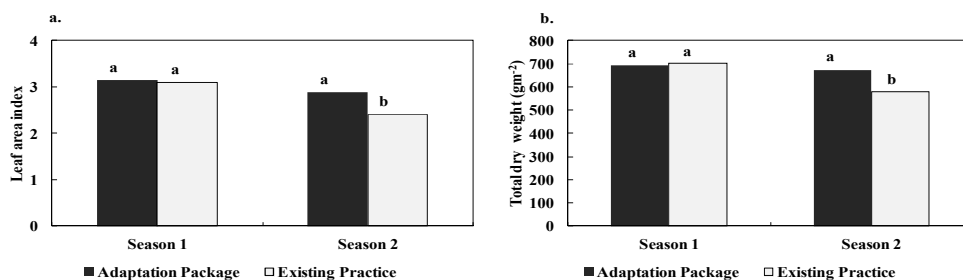 a.
Leaf area index
4
3
2
1
0
a a a b
Season 1 Season 2
Adaptation Package Existing Practice
b.
Total dry weight (gm-2)
800
700
600
500
400
300
200
100
0
a a a b
Season 1 Season 2
Adaptation Package Existing Practice